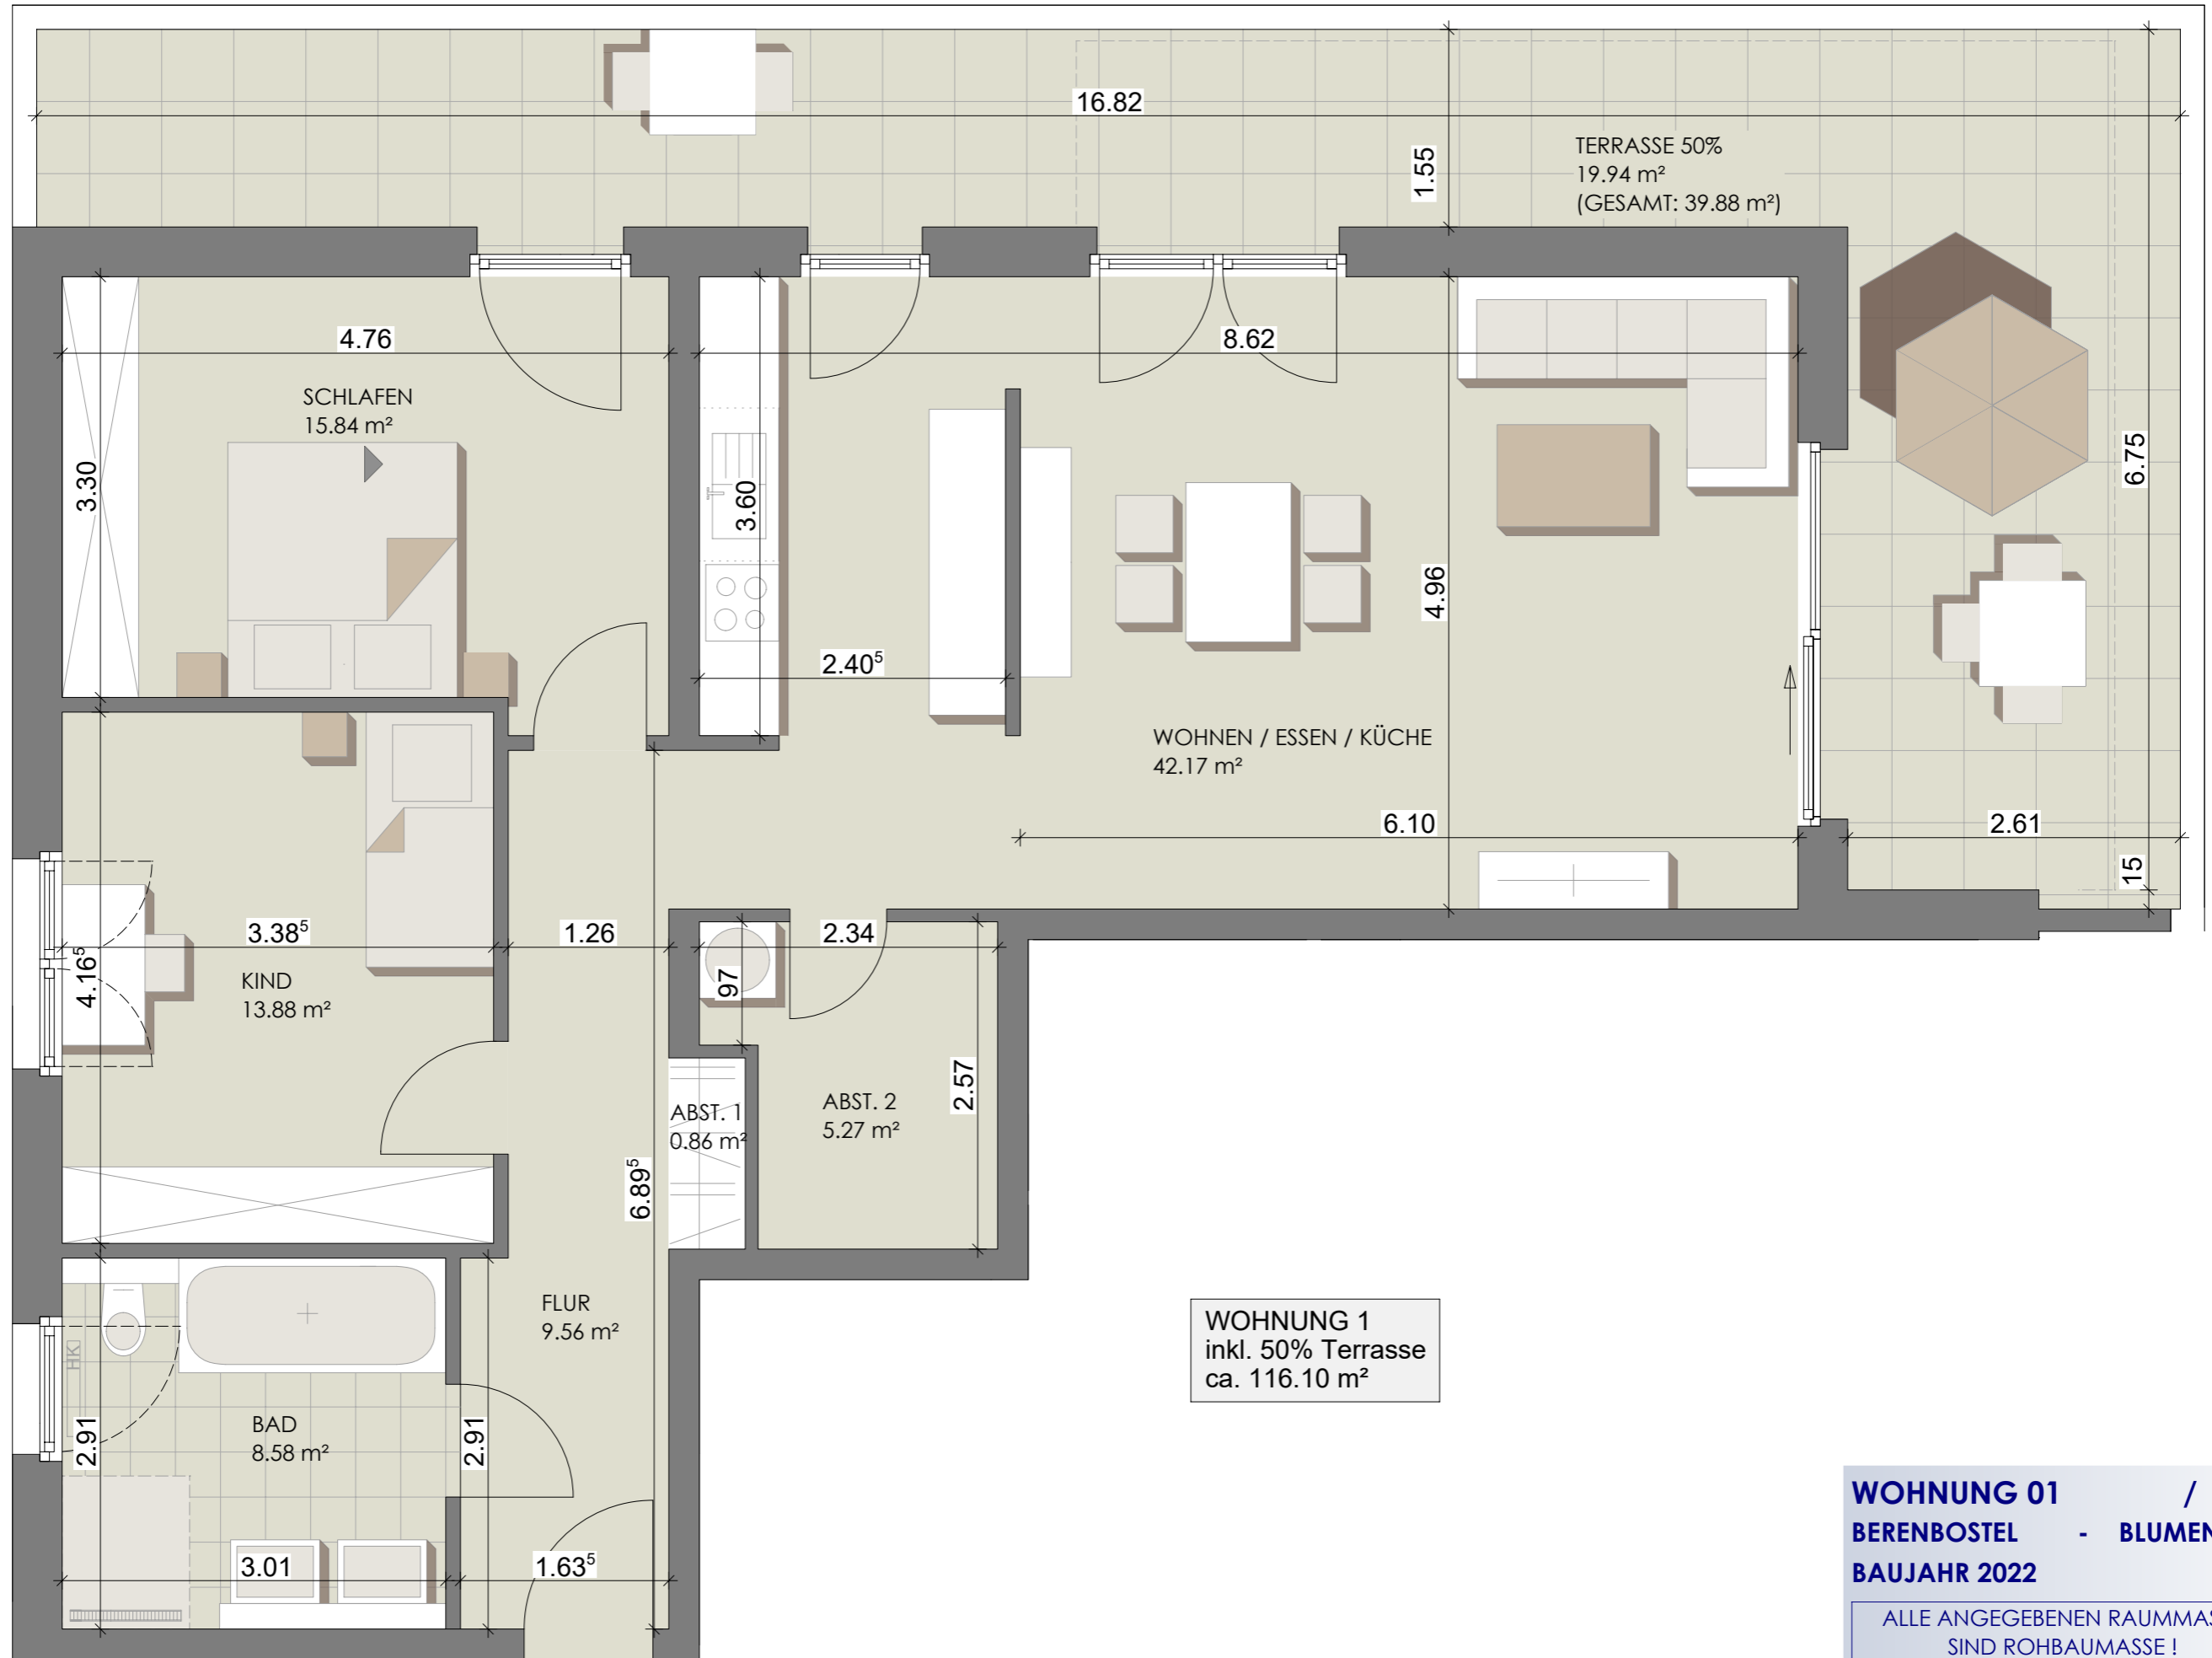 16.82
1.55
TERRASSE 50%
19.94 m²
(GESAMT: 39.88 m²)
4.76
8.62
SCHLAFEN
15.84 m²
3.30
3.60
6.75
4.96
2.40⁵
WOHNEN / ESSEN / KÜCHE
42.17 m²
6.10
2.61
15
3.38⁵
1.26
2.34
4.16⁵
KIND
13.88 m²
97
2.57
ABST. 1
0.86 m²
ABST. 2
5.27 m²
6.89⁵
FLUR
9.56 m²
HK
BAD
8.58 m²
2.91
2.91
3.01
1.63⁵
WOHNUNG 1
inkl. 50% Terrasse
ca. 116.10 m²
WOHNUNG 01 /
BERENBOSTEL - BLUMEN
BAUJAHR 2022
ALLE ANGEGEBENEN RAUMMAS
SIND ROHBAUMASSE !